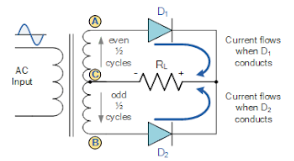 D₁
A
even
½
cycles
Current flows
when D₁
conducts
AC
Input
C
RL
-
+
odd
½
cycles
Current flows
when D₂
conducts
B
D₂